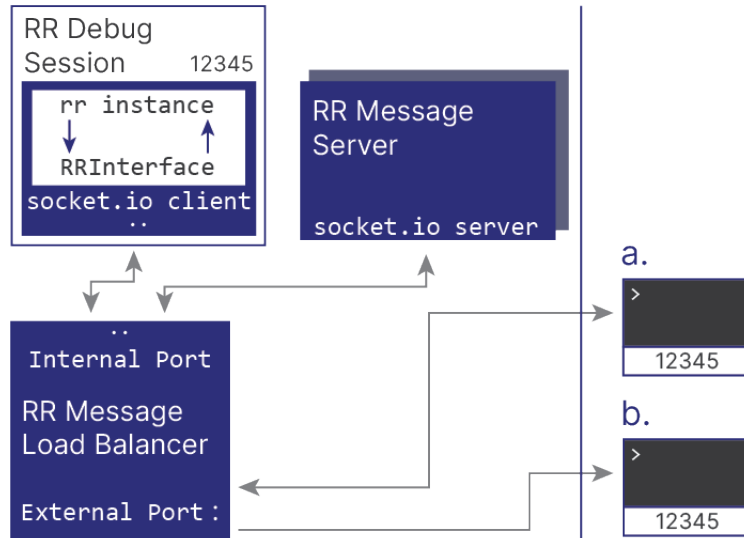 RR Debug
Session 12345
rr instance
RRInterface
socket.io client
..
RR Message
Server
socket.io server
..
Internal Port
RR Message
Load Balancer
External Port:
a.
>
12345
b.
>
12345